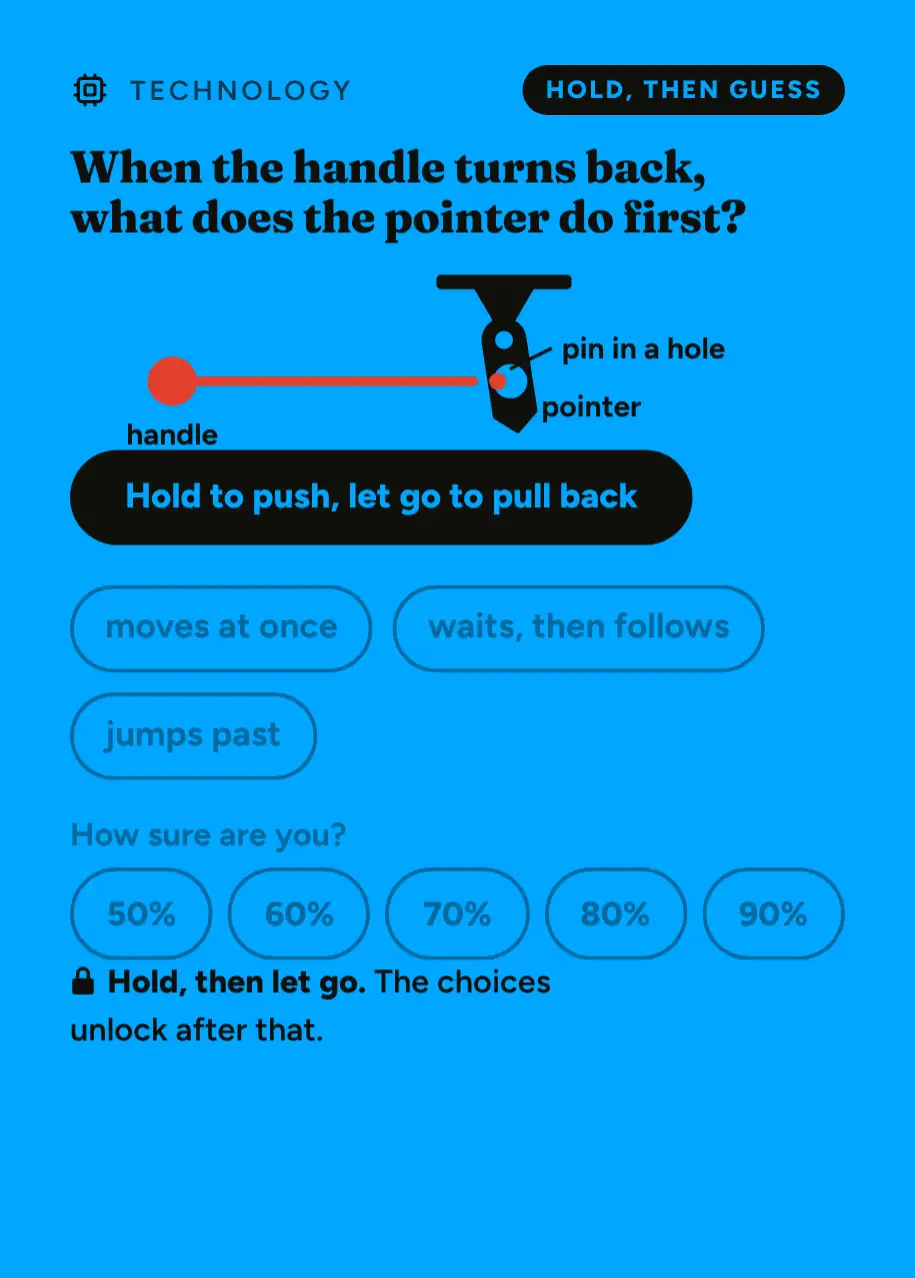 TECHNOLOGY
HOLD, THEN GUESS
When the handle turns back,
what does the pointer do first?
pin in a hole
pointer
handle
Hold to push, let go to pull back
moves at once
waits, then follows
jumps past
How sure are you?
50%
60%
70%
80%
90%
Hold, then let go. The choices
unlock after that.